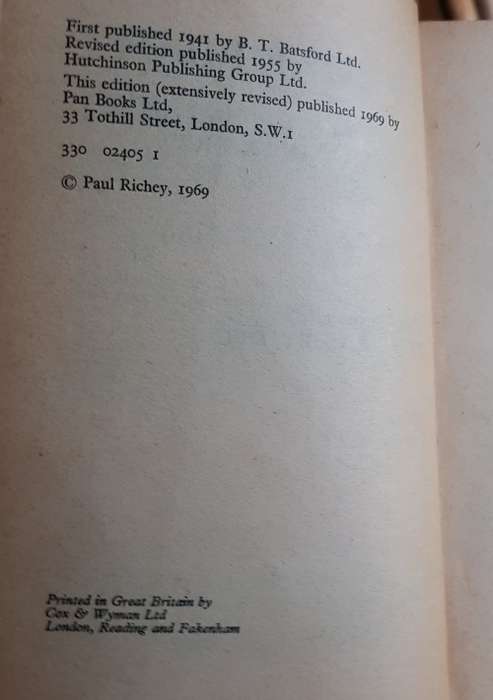 First published 1941 by B. T. Batsford Ltd.
Revised edition published 1955 by
Hutchinson Publishing Group Ltd.
This edition (extensively revised) published 1969 by
Pan Books Ltd,
33 Tothill Street, London, S.W.1
330 02405 1
© Paul Richey, 1969
Printed in Great Britain by
Cox & Wyman Ltd
London, Reading and Fakenham